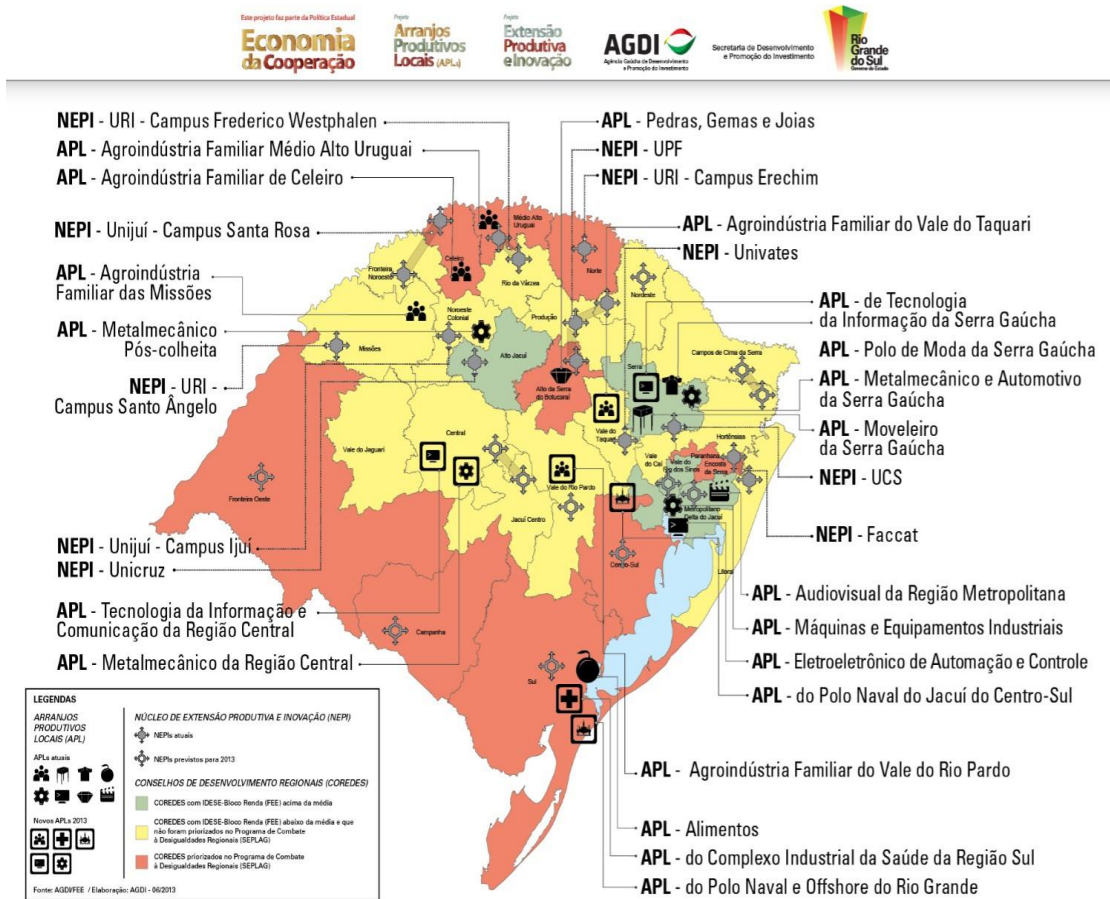 Este projeto faz parte da Política Estadual
Economia
da Cooperação
Projeto
Arranjos
Produtivos
Locais (APLs)
Projeto
Extensão
Produtiva
e Inovação
AGDI
Agência Gaúcha de Desenvolvimento
e Promoção do Investimento
Secretaria de Desenvolvimento
e Promoção do Investimento
Rio
Grande
do Sul
Governo do Estado
NEPI - URI - Campus Frederico Westphalen
APL - Agroindústria Familiar Médio Alto Uruguai
APL - Agroindústria Familiar de Celeiro
NEPI - Unijuí - Campus Santa Rosa
APL - Agroindústria
Familiar das Missões
APL - Metalmecânico
Pós-colheita
NEPI - URI -
Campus Santo Ângelo
NEPI - Unijuí - Campus Ijuí
NEPI - Unicruz
APL - Tecnologia da Informação e
Comunicação da Região Central
APL - Metalmecânico da Região Central
APL - Pedras, Gemas e Joias
NEPI - UPF
NEPI - URI - Campus Erechim
APL - Agroindústria Familiar do Vale do Taquari
NEPI - Univates
APL - de Tecnologia
da Informação da Serra Gaúcha
APL - Polo de Moda da Serra Gaúcha
APL - Metalmecânico e Automotivo
da Serra Gaúcha
APL - Moveleiro
da Serra Gaúcha
NEPI - UCS
NEPI - Faccat
APL - Audiovisual da Região Metropolitana
APL - Máquinas e Equipamentos Industriais
APL - Eletroeletrônico de Automação e Controle
APL - do Polo Naval do Jacuí do Centro-Sul
APL - Agroindústria Familiar do Vale do Rio Pardo
APL - Alimentos
APL - do Complexo Industrial da Saúde da Região Sul
APL - do Polo Naval e Offshore do Rio Grande
Médio Alto
Uruguai
Celeiro
Fronteira
Noroeste
Rio da Várzea
Norte
Nordeste
Noroeste
Colonial
Produção
Missões
Alto Jacuí
Campos de Cima da Serra
Serra
Alto da Serra
do Botucaraí
Hortênsias
Vale do
Taquari
Central
Vale do Jaguari
Vale
do Caí
Vale do
Rio dos Sinos
Paranhana
Encosta
da Serra
Vale do Rio Pardo
Fronteira Oeste
Jacuí Centro
Metropolitano
Delta do Jacuí
Centro-Sul
Litoral
Campanha
Sul
LEGENDAS
ARRANJOS
PRODUTIVOS
LOCAIS (APL)
APLs atuais
Novos APLs 2013
NÚCLEO DE EXTENSÃO PRODUTIVA E INOVAÇÃO (NEPI)
NEPIs atuais
NEPIs previstos para 2013
CONSELHOS DE DESENVOLVIMENTO REGIONAIS (COREDES)
COREDES com IDESE-Bloco Renda (FEE) acima da média
COREDES com IDESE-Bloco Renda (FEE) abaixo da média e que
não foram priorizados no Programa de Combate
à Desigualdades Regionais (SEPLAG)
COREDES priorizados no Programa de Combate
à Desigualdades Regionais (SEPLAG)
Fonte: AGDI/FEE / Elaboração: AGDI - 06/2013